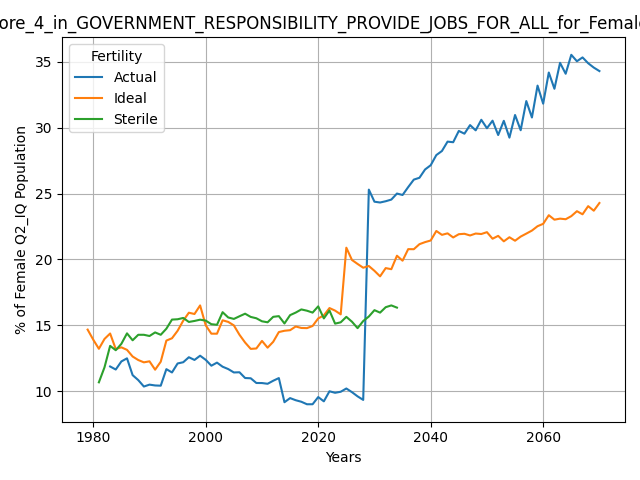 ore_4_in_GOVERNMENT_RESPONSIBILITY_PROVIDE_JOBS_FOR_ALL_for_Female
Fertility
Actual
Ideal
Sterile
% of Female Q2_IQ Population
35
30
25
20
15
10
1980
2000
2020
2040
2060
Years